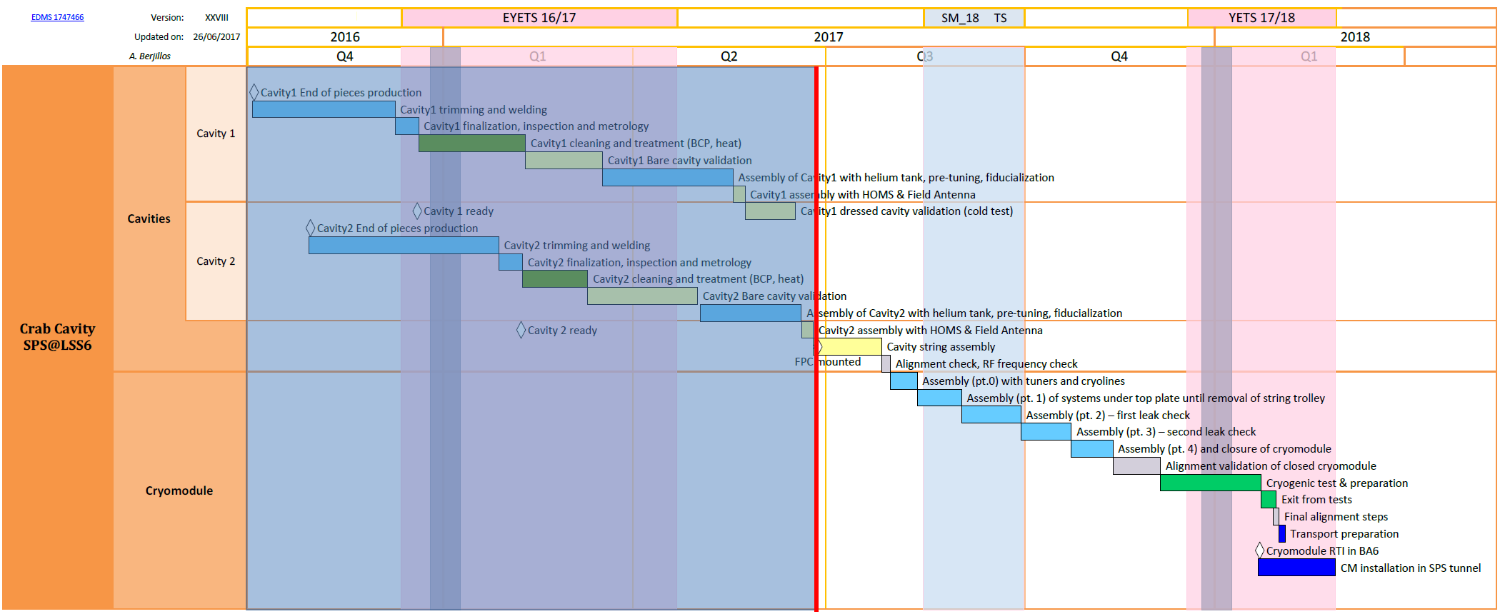 EDMS 1747466
Version: XXVIII
EYETS 16/17
SM_18 TS
YETS 17/18
Updated on: 26/06/2017
2016
2017
2018
A. Berjillos
Q4
Q1
Q2
Q3
Q4
Q1
Cavity1 End of pieces production
Cavity1 trimming and welding
Cavity1 finalization, inspection and metrology
Cavity 1
Cavity1 cleaning and treatment (BCP, heat)
Cavity1 Bare cavity validation
Assembly of Cavity1 with helium tank, pre-tuning, fiducialization
Cavity1 assembly with HOMS & Field Antenna
Cavities
Cavity 1 ready
Cavity1 dressed cavity validation (cold test)
Cavity2 End of pieces production
Cavity2 trimming and welding
Cavity 2
Cavity2 finalization, inspection and metrology
Cavity2 cleaning and treatment (BCP, heat)
Cavity2 Bare cavity validation
Assembly of Cavity2 with helium tank, pre-tuning, fiducialization
Crab Cavity
SPS@LSS6
Cavity 2 ready
Cavity2 assembly with HOMS & Field Antenna
Cavity string assembly
FPC mounted
Alignment check, RF frequency check
Assembly (pt.0) with tuners and cryolines
Assembly (pt. 1) of systems under top plate until removal of string trolley
Assembly (pt. 2) – first leak check
Assembly (pt. 3) – second leak check
Assembly (pt. 4) and closure of cryomodule
Alignment validation of closed cryomodule
Cryogenic test & preparation
Cryomodule
Exit from tests
Final alignment steps
Transport preparation
Cryomodule RTI in BA6
CM installation in SPS tunnel